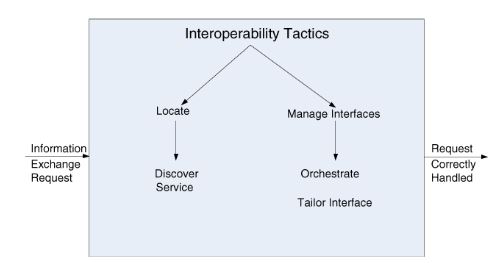 Interoperability Tactics
Locate
Manage Interfaces
Information
Exchange
Request
Discover
Service
Orchestrate
Tailor Interface
Request
Correctly
Handled